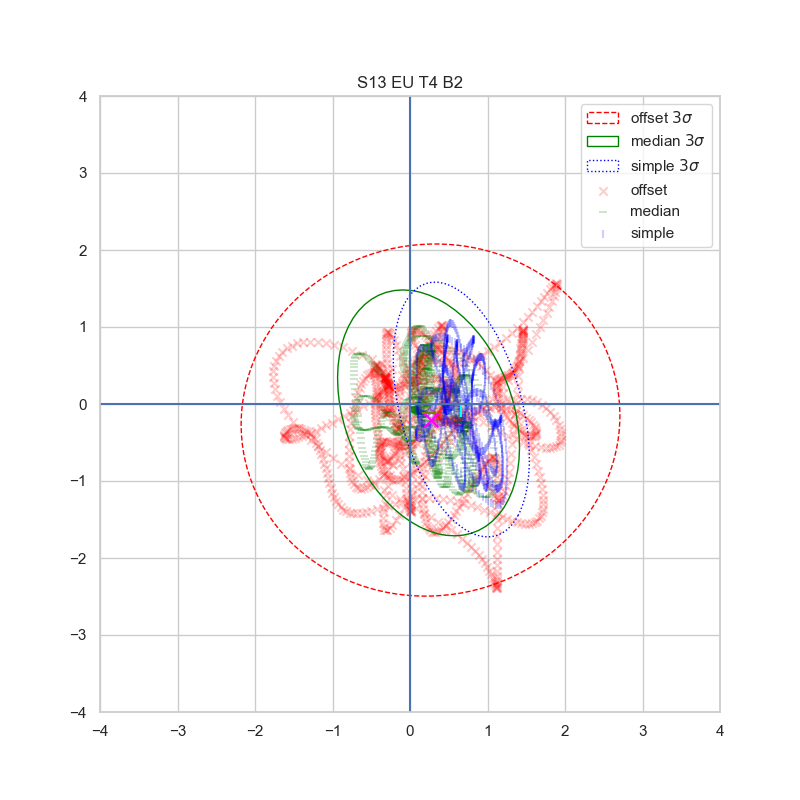 S13 EU T4 B2
offset 3σ
median 3σ
simple 3σ
offset
median
simple
4
3
2
1
0
−1
−2
−3
−4
−4 −3 −2 −1 0 1 2 3 4